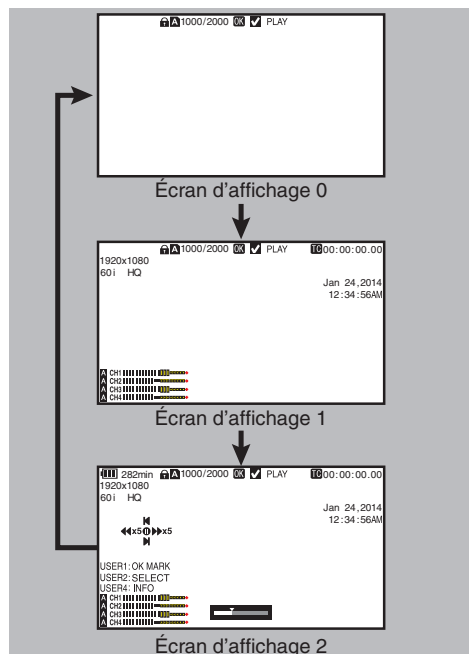 A 1000/2000 OK PLAY
Écran d'affichage 0
A 1000/2000 OK PLAY TC 00:00:00.00
1920x1080
60i HQ
Jan 24,2014
12:34:56AM
A CH1
A CH2
A CH3
A CH4
Écran d'affichage 1
282min A 1000/2000 OK PLAY TC 00:00:00.00
1920x1080
60i HQ
Jan 24,2014
12:34:56AM
x5 x5
USER1: OK MARK
USER2: SELECT
USER4: INFO
A CH1
A CH2
A CH3
A CH4
Écran d'affichage 2